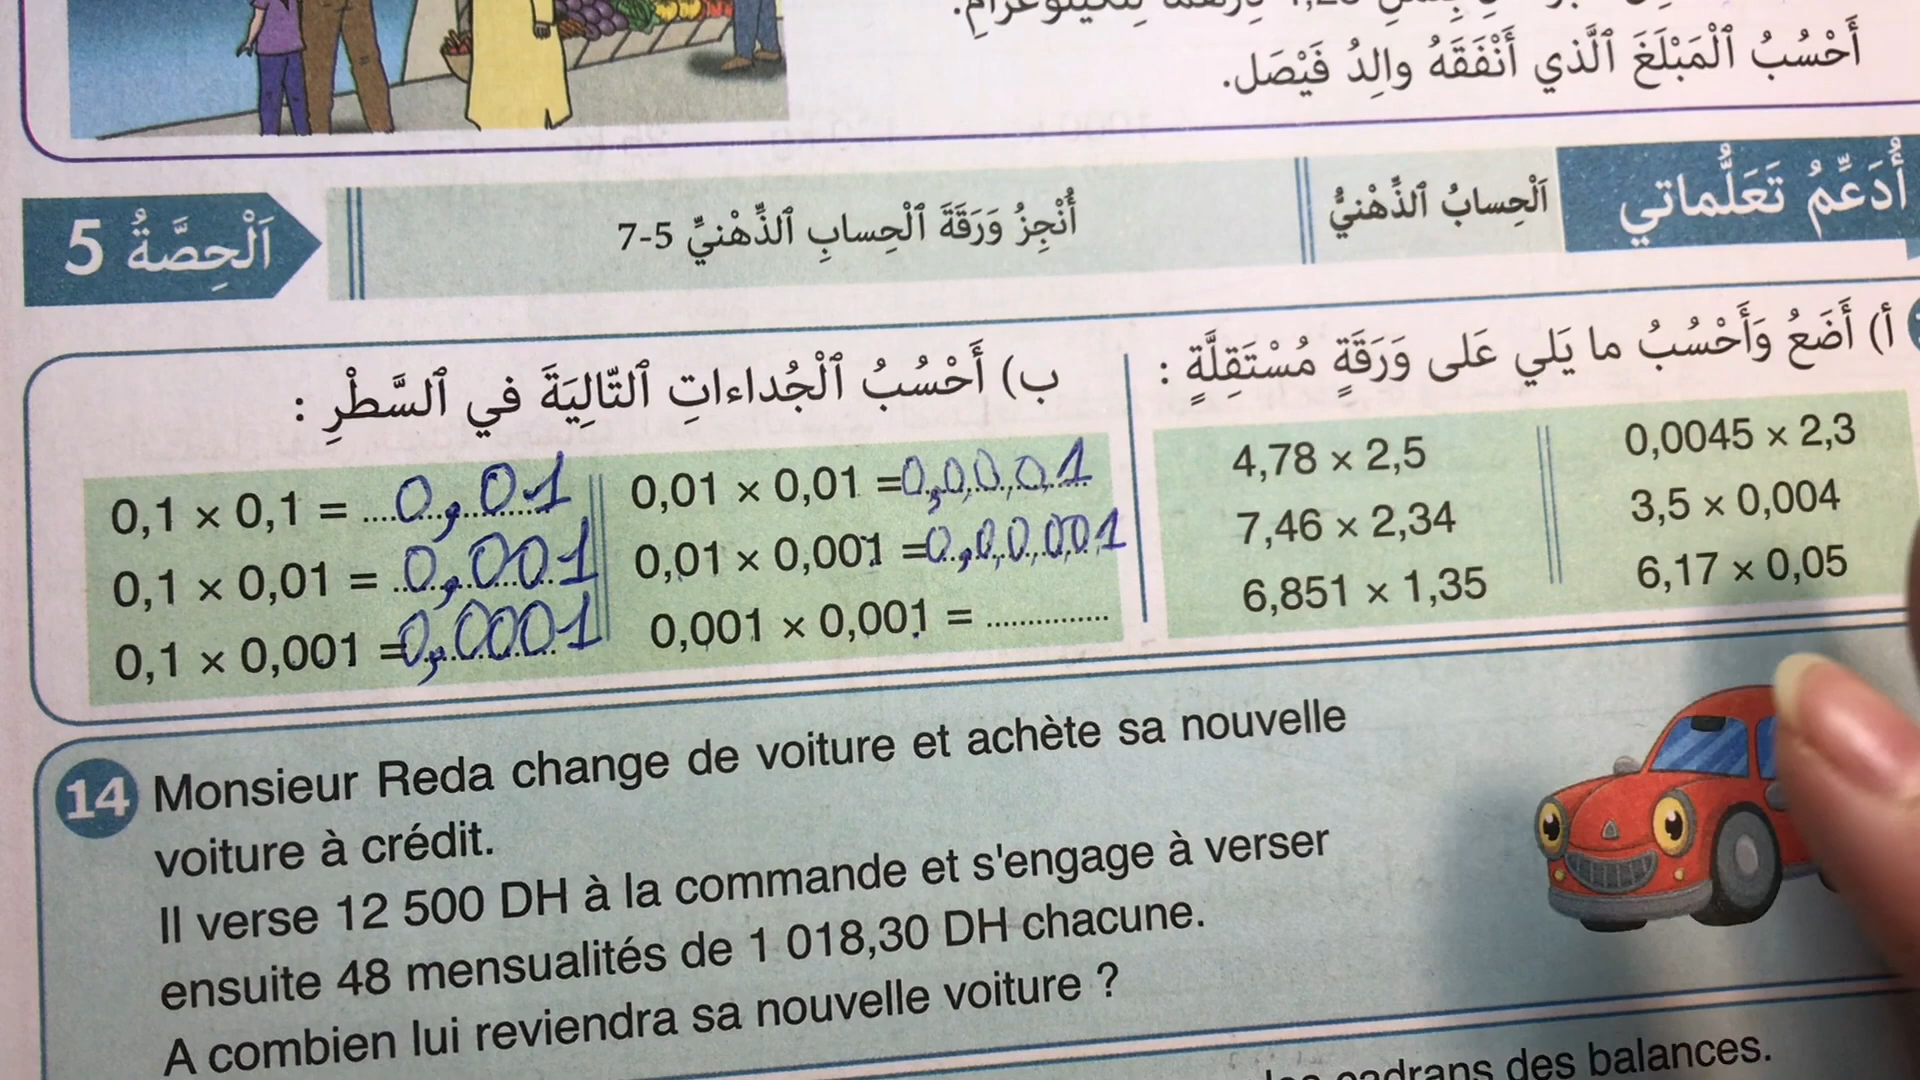 أَحْسُبُ ٱلْمَبْلَغَ ٱلَّذي أَنْفَقَهُ والِدُ فَيْصَل.
أُدَعِّمُ تَعَلُّماتي
اَلْحِسابُ ٱلذِّهْنيُّ
أُنْجِزُ وَرَقَةَ ٱلْحِسابِ ٱلذِّهْنيِّ 5-7
اَلْحِصَّةُ 5
أ) أَضَعُ وَأَحْسُبُ ما يَلي عَلى وَرَقَةٍ مُسْتَقِلَّةٍ :
4,78 × 2,5
0,0045 × 2,3
7,46 × 2,34
3,5 × 0,004
6,851 × 1,35
6,17 × 0,05
ب) أَحْسُبُ ٱلْجُداءاتِ ٱلتّالِيَةَ في ٱلسَّطْرِ :
0,1 × 0,1 = 0,01
0,01 × 0,01 = 0,0001
0,1 × 0,01 = 0,001
0,01 × 0,001 = 0,00001
0,1 × 0,001 = 0,0001
0,001 × 0,001 = ...............
14 Monsieur Reda change de voiture et achète sa nouvelle
voiture à crédit.
Il verse 12 500 DH à la commande et s'engage à verser
ensuite 48 mensualités de 1 018,30 DH chacune.
A combien lui reviendra sa nouvelle voiture ?
cadrans des balances.